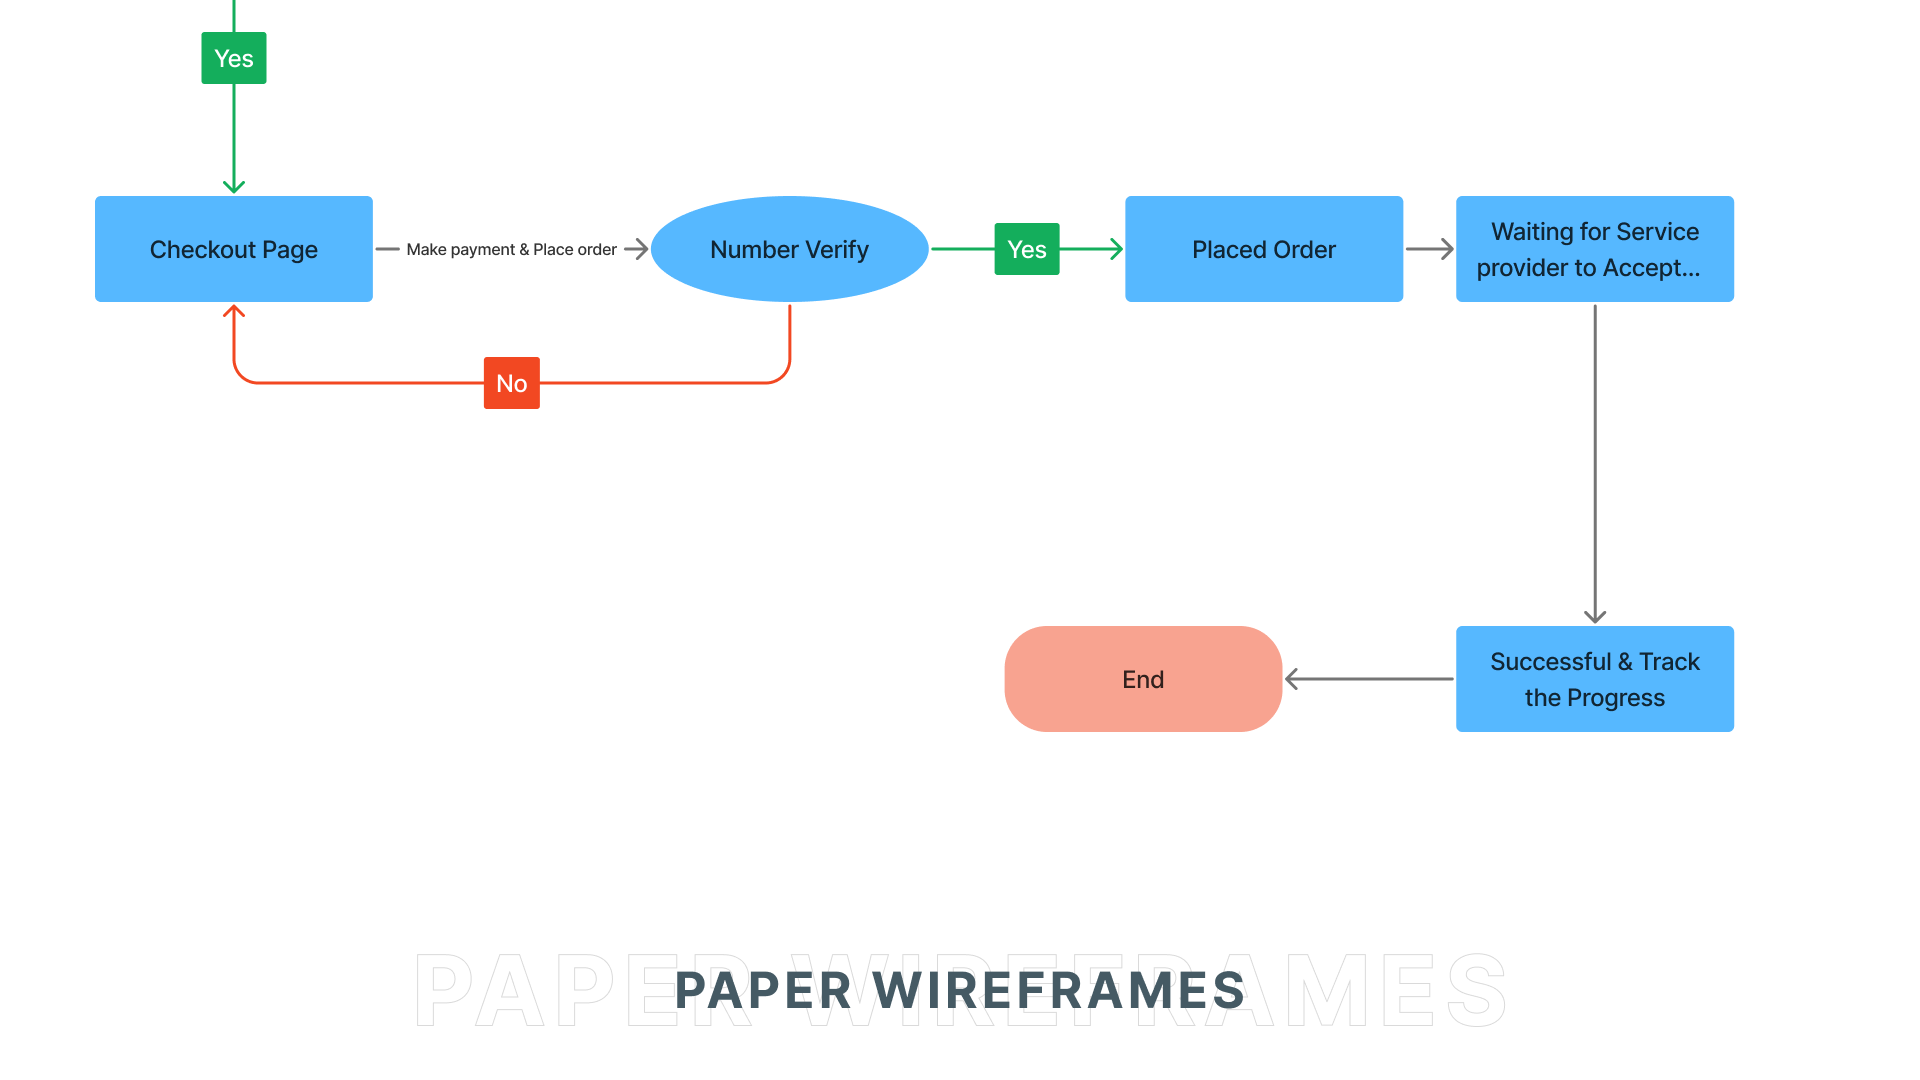 Yes
Checkout Page
Make payment & Place order
Number Verify
Yes
Placed Order
Waiting for Service
provider to Accept...
No
End
Successful & Track
the Progress
PAPER WIREFRAMES
PAPER WIREFRAMES